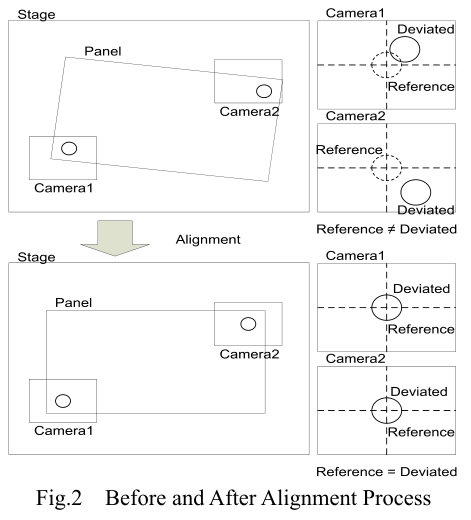 Stage
Panel
Camera2
Camera1
Camera1
Deviated
Reference
Camera2
Reference
Deviated
Reference ≠ Deviated
Alignment
Stage
Panel
Camera2
Camera1
Camera1
Deviated
Reference
Camera2
Deviated
Reference
Reference = Deviated
Fig.2 Before and After Alignment Process